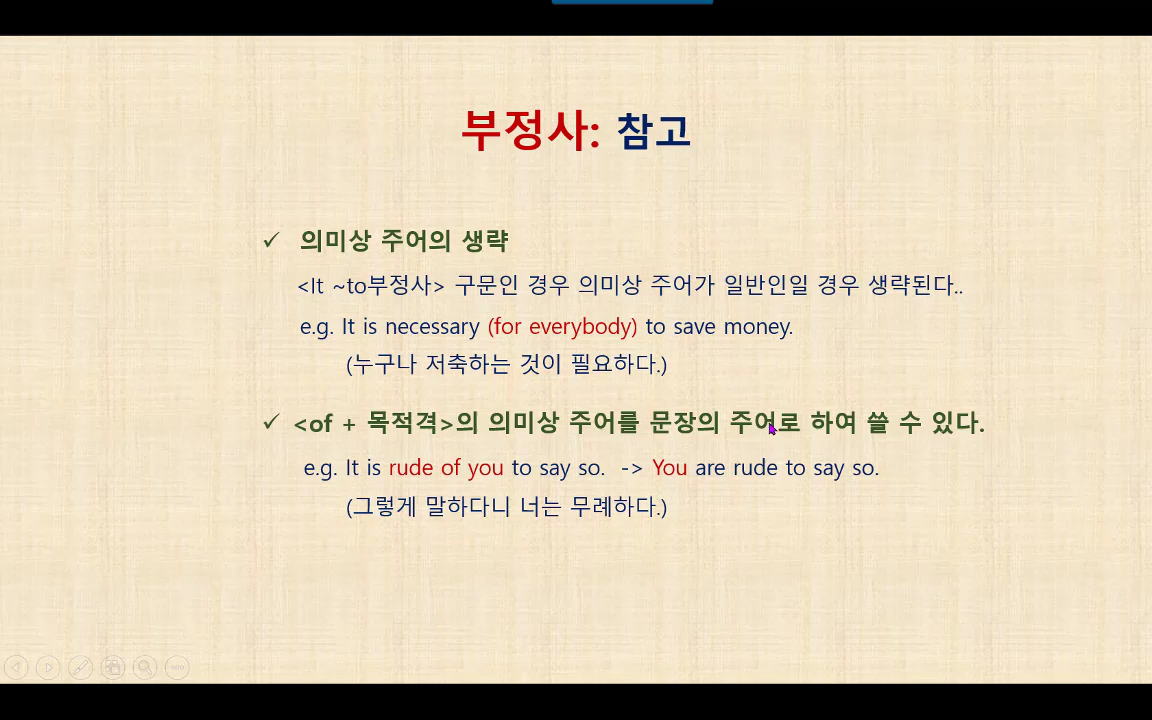 부정사: 참고
✓ 의미상 주어의 생략
<It ~to부정사> 구문인 경우 의미상 주어가 일반인일 경우 생략된다..
e.g. It is necessary (for everybody) to save money.
(누구나 저축하는 것이 필요하다.)
✓ <of + 목적격>의 의미상 주어를 문장의 주어로 하여 쓸 수 있다.
e.g. It is rude of you to say so. -> You are rude to say so.
(그렇게 말하다니 너는 무례하다.)